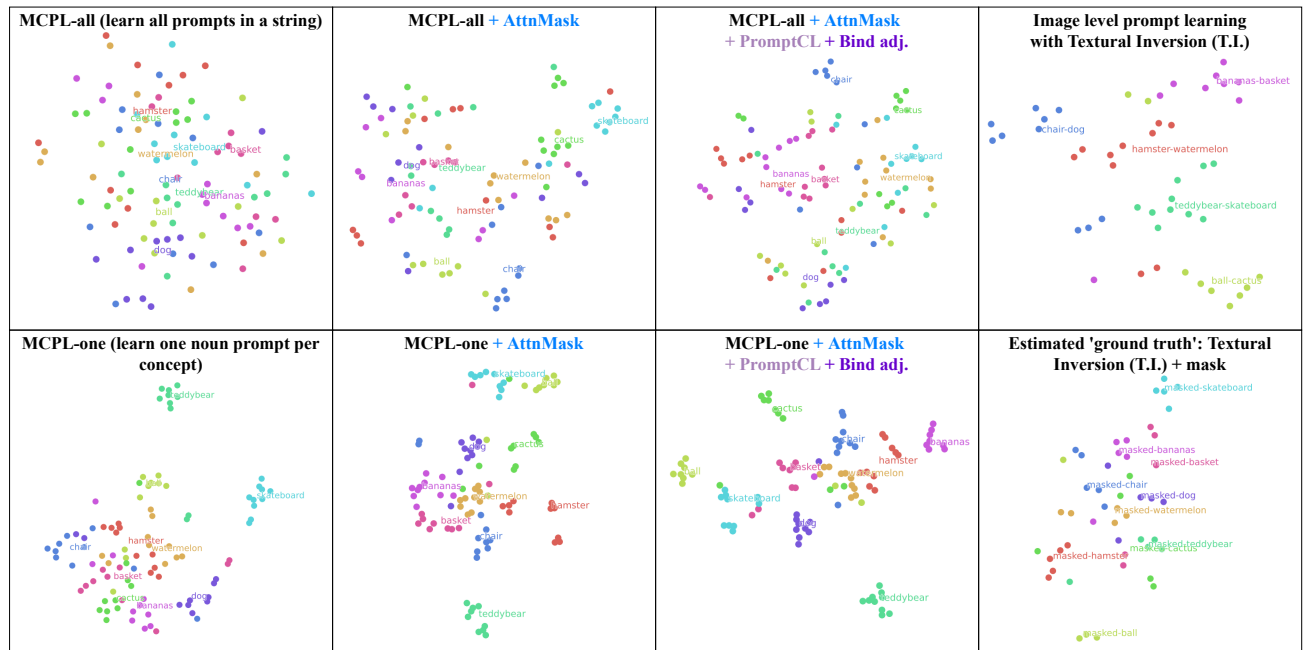 MCPL-all (learn all prompts in a string)
hamster
cactus
skateboard
watermelon
basket
chair
teddybear
bananas
ball
dog
MCPL-all + AttnMask
skateboard
cactus
dog
basket
teddybear
bananas
watermelon
hamster
ball
chair
MCPL-all + AttnMask
+ PromptCL + Bind adj.
chair
cactus
skateboard
bananas
basket
watermelon
hamster
teddybear
ball
dog
Image level prompt learning
with Textural Inversion (T.I.)
bananas-basket
chair-dog
hamster-watermelon
teddybear-skateboard
ball-cactus
MCPL-one (learn one noun prompt per
concept)
teddybear
ball
skateboard
hamster
chair
watermelon
basket
cactus
bananas
dog
MCPL-one + AttnMask
skateboard
ball
dog
cactus
bananas
watermelon
hamster
basket
chair
teddybear
MCPL-one + AttnMask
+ PromptCL + Bind adj.
cactus
chair
bananas
hamster
basket
watermelon
ball
skateboard
dog
teddybear
Estimated 'ground truth': Textural
Inversion (T.I.) + mask
masked-skateboard
masked-bananas
masked-basket
masked-chair
masked-dog
masked-watermelon
masked-teddybear
masked-cactus
masked-hamster
masked-ball